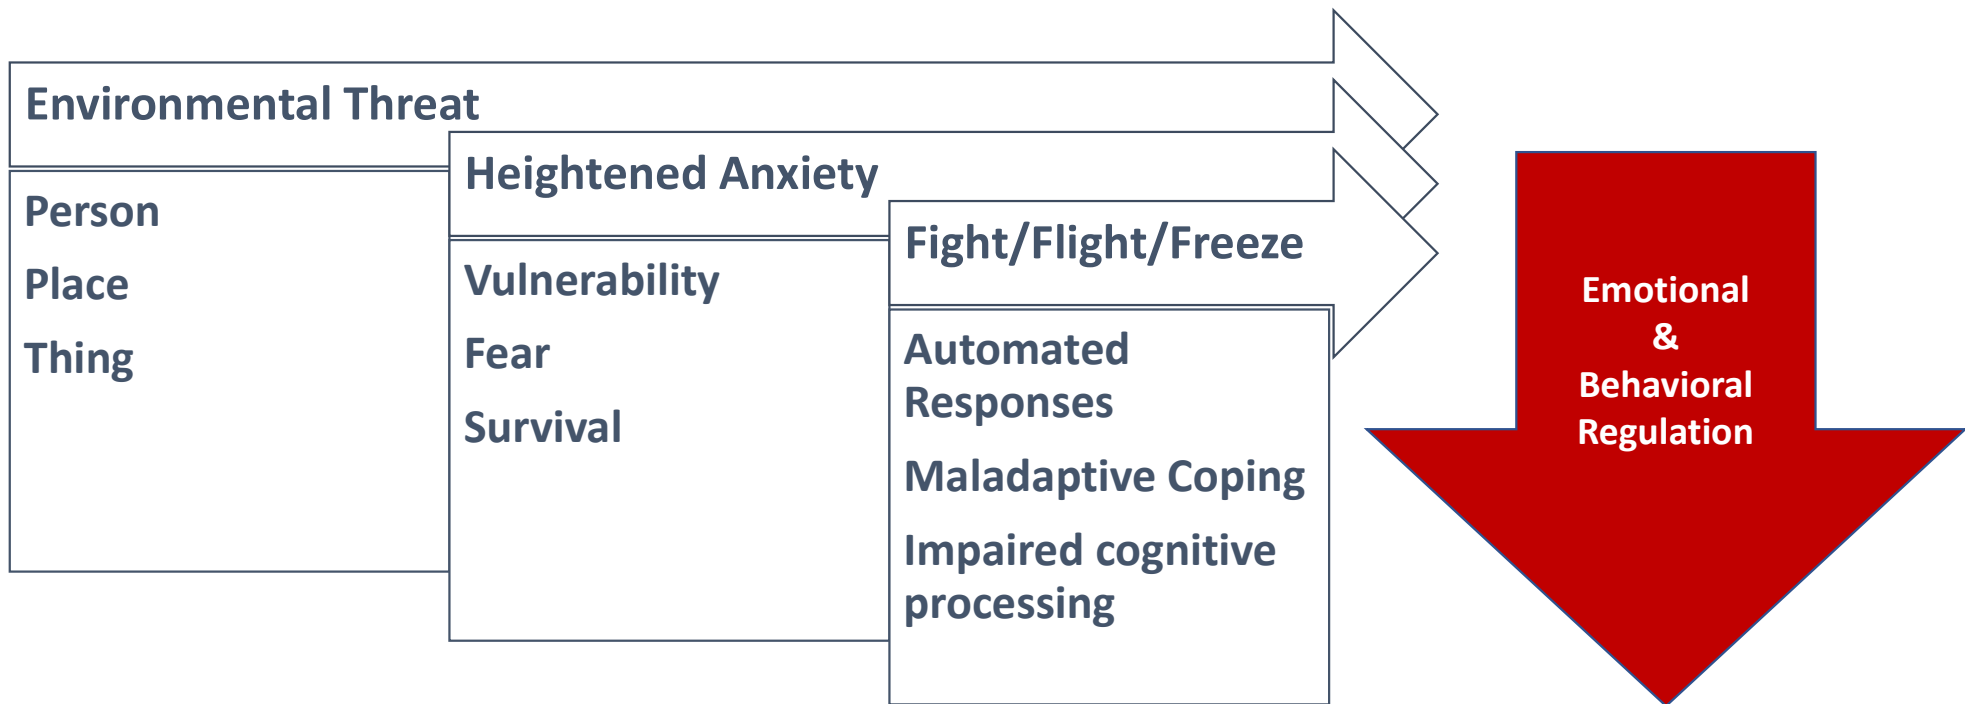 Environmental Threat
Person
Place
Thing
Heightened Anxiety
Vulnerability
Fear
Survival
Fight/Flight/Freeze
Automated
Responses
Maladaptive Coping
Impaired cognitive
processing
Emotional
&
Behavioral
Regulation